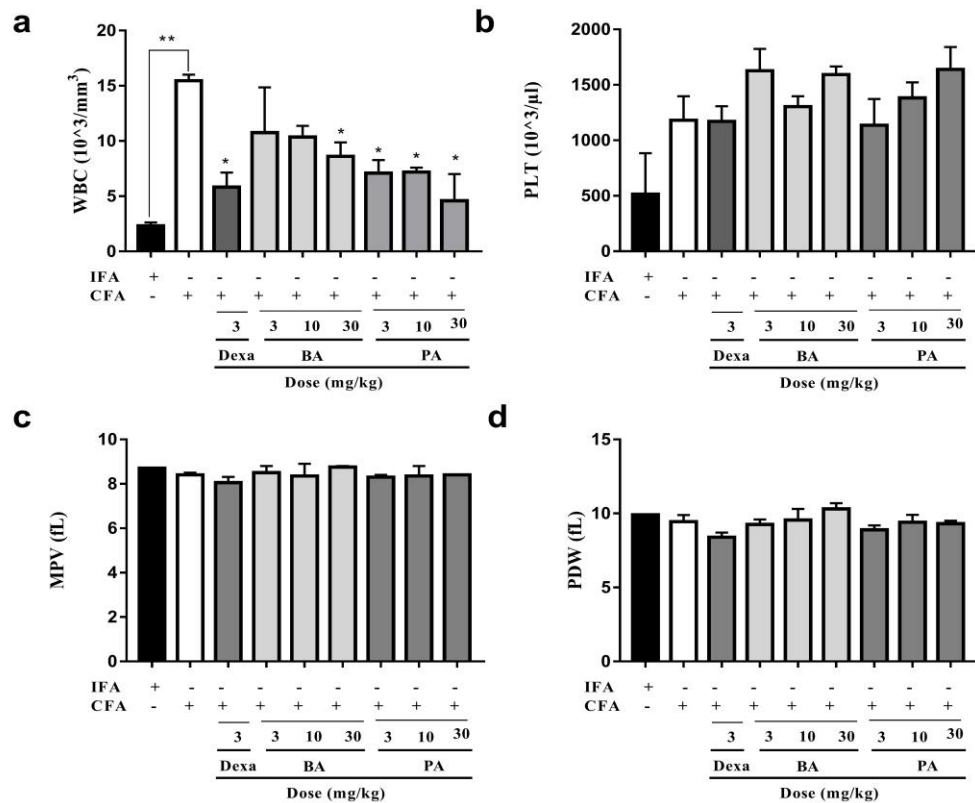 a
WBC (10^3/mm³)
15
10
5
0
**
* * * * *
IFA + - - - - - - - -
CFA - + + + + + + + +
3 3 10 30 3 10 30
Dexa BA PA
Dose (mg/kg)
b
PLT (10^3/µl)
1500
1000
500
0
IFA + - - - - - - - -
CFA - + + + + + + + +
3 3 10 30 3 10 30
Dexa BA PA
Dose (mg/kg)
c
MPV (fL)
10
8
6
4
2
0
IFA + - - - - - - - -
CFA - + + + + + + + +
3 3 10 30 3 10 30
Dexa BA PA
Dose (mg/kg)
d
PDW (fL)
15
10
5
0
IFA + - - - - - - - -
CFA - + + + + + + + +
3 3 10 30 3 10 30
Dexa BA PA
Dose (mg/kg)